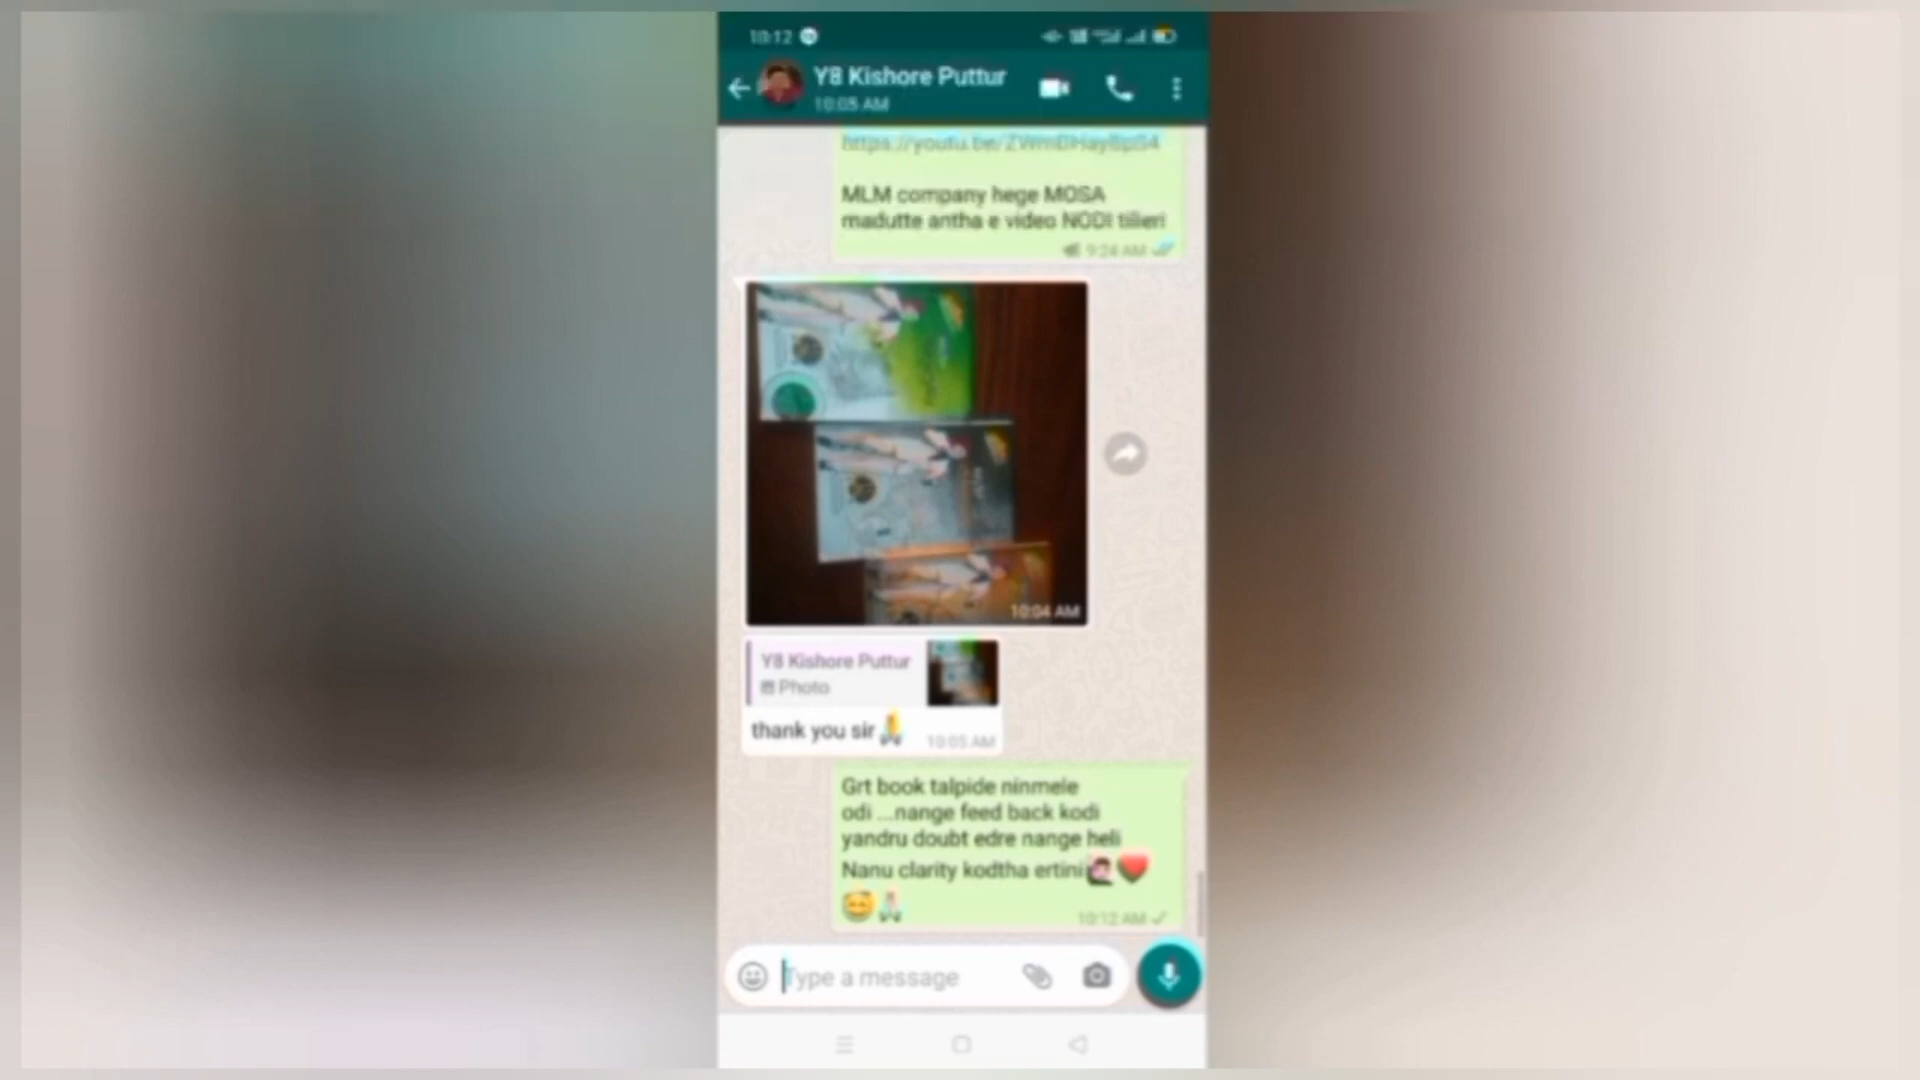 10:12
Y8 Kishore Puttur
10:05 AM
MLM company hege MOSA
madutte antha e video NODI tilieri
9:24 AM
10:04 AM
Y8 Kishore Puttur
Photo
thank you sir🙏
10:05 AM
Grt book talpide ninmele
odi ...nange feed back kodi
yandru doubt edre nange heli
Nanu clarity kodtha ertini🙋🏻‍♂️❤️
😊🙏🏻
10:12 AM
Type a message